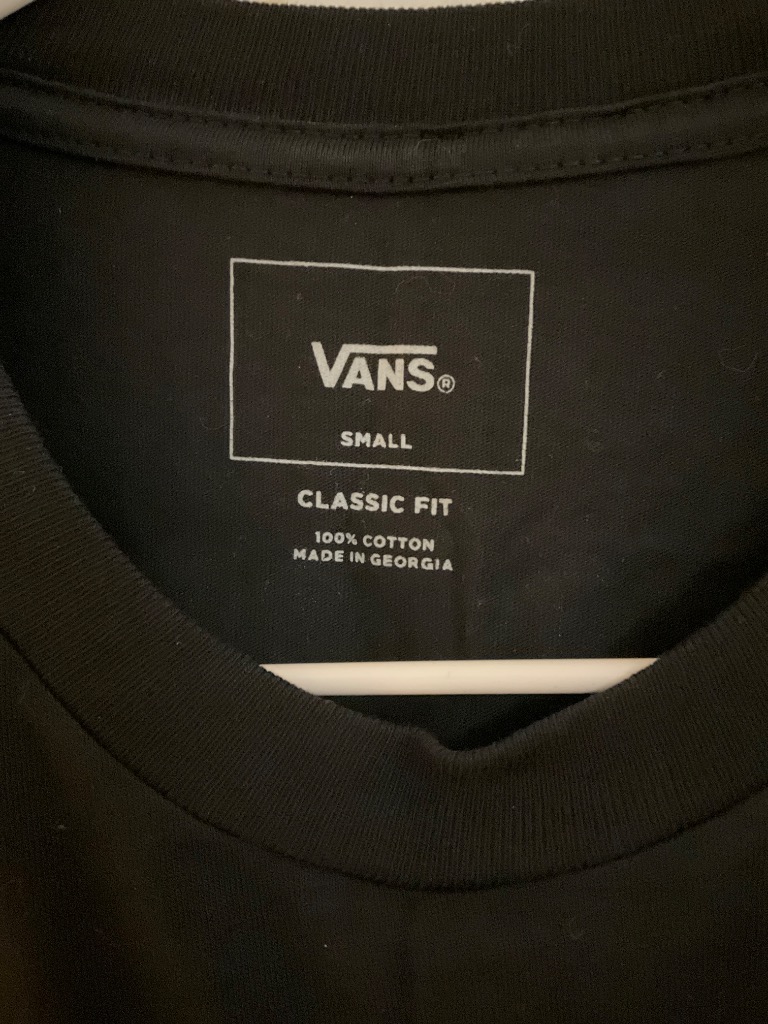 VANS®
SMALL
CLASSIC FIT
100% COTTON
MADE IN GEORGIA